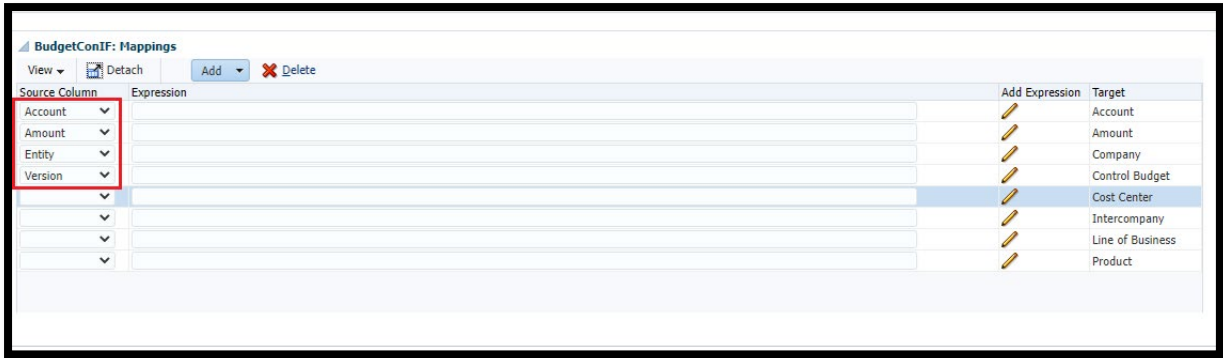 BudgetConIF: Mappings
View Detach Add Delete
Source Column Expression Add Expression Target
Account Account
Amount Amount
Entity Company
Version Control Budget
Cost Center
Intercompany
Line of Business
Product